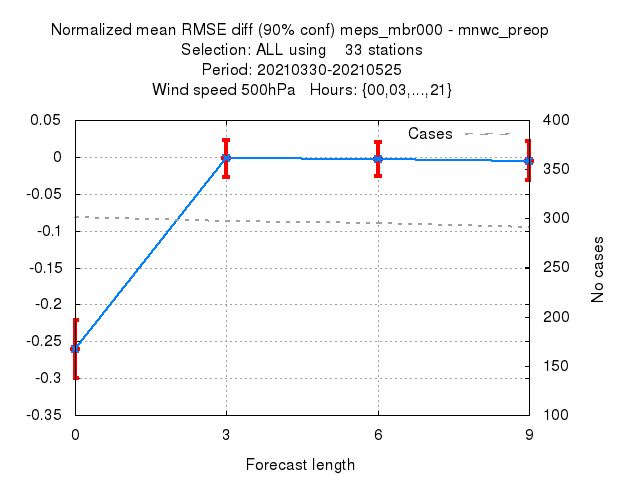 Normalized mean RMSE diff (90% conf) meps_mbr000 - mnwc_preop
Selection: ALL using    33 stations
Period: 20210330-20210525
Wind speed 500hPa   Hours: {00,03,...,21}
0.05
0
-0.05
-0.1
-0.15
-0.2
-0.25
-0.3
-0.35
Cases
400
350
300
250
200
150
100
No cases
0 3 6 9
Forecast length